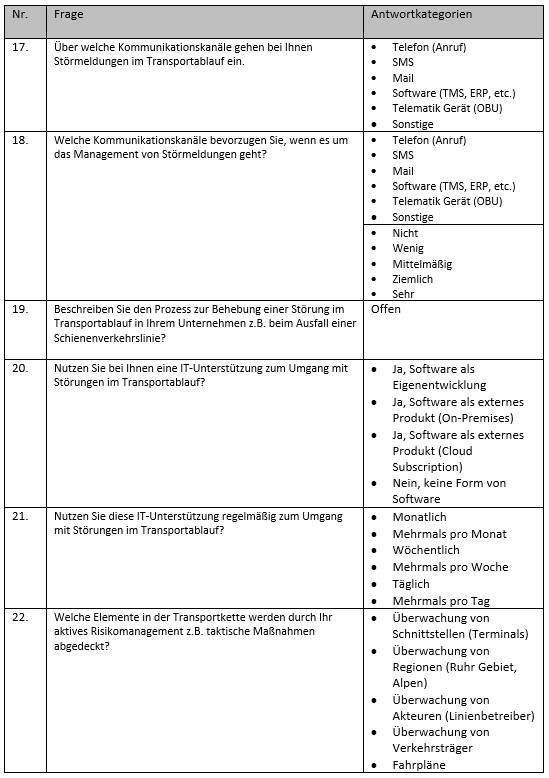 Nr. Frage Antwortkategorien
17. Über welche Kommunikationskanäle gehen bei Ihnen
Störmeldungen im Transportablauf ein.
• Telefon (Anruf)
• SMS
• Mail
• Software (TMS, ERP, etc.)
• Telematik Gerät (OBU)
• Sonstige
18. Welche Kommunikationskanäle bevorzugen Sie, wenn es um
das Management von Störmeldungen geht?
• Telefon (Anruf)
• SMS
• Mail
• Software (TMS, ERP, etc.)
• Telematik Gerät (OBU)
• Sonstige
• Nicht
• Wenig
• Mittelmäßig
• Ziemlich
• Sehr
19. Beschreiben Sie den Prozess zur Behebung einer Störung im
Transportablauf in Ihrem Unternehmen z.B. beim Ausfall einer
Schienenverkehrslinie?
Offen
20. Nutzen Sie bei Ihnen eine IT-Unterstützung zum Umgang mit
Störungen im Transportablauf?
• Ja, Software als
Eigenentwicklung
• Ja, Software als externes
Produkt (On-Premises)
• Ja, Software als externes
Produkt (Cloud
Subscription)
• Nein, keine Form von
Software
21. Nutzen Sie diese IT-Unterstützung regelmäßig zum Umgang
mit Störungen im Transportablauf?
• Monatlich
• Mehrmals pro Monat
• Wöchentlich
• Mehrmals pro Woche
• Täglich
• Mehrmals pro Tag
22. Welche Elemente in der Transportkette werden durch Ihr
aktives Risikomanagement z.B. taktische Maßnahmen
abgedeckt?
• Überwachung von
Schnittstellen (Terminals)
• Überwachung von
Regionen (Ruhr Gebiet,
Alpen)
• Überwachung von
Akteuren (Linienbetreiber)
• Überwachung von
Verkehrsträger
• Fahrpläne